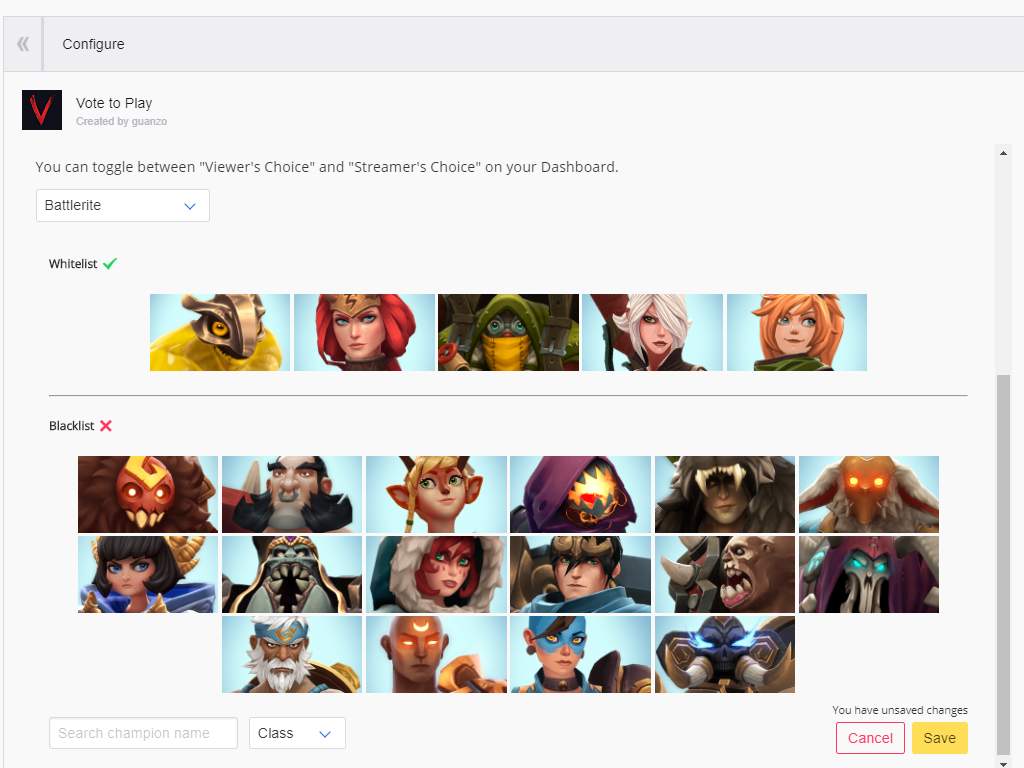 Configure
Vote to Play
Created by guanzo
You can toggle between "Viewer's Choice" and "Streamer's Choice" on your Dashboard.
Battlerite
Whitelist
Blacklist
You have unsaved changes
Search champion name
Class
Cancel
Save